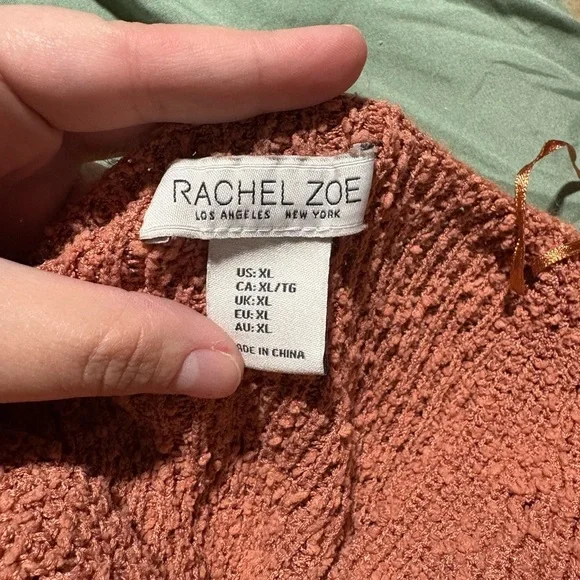 RACHEL ZOE
LOS ANGELES NEW YORK
US: XL
CA: XL/TG
UK: XL
EU: XL
AU: XL
ADE IN CHINA